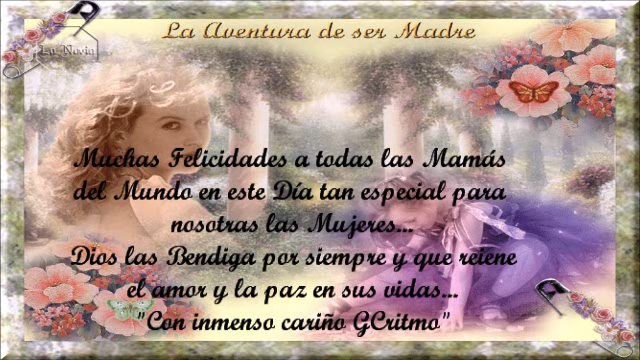 La Aventura de ser Madre
La Novia
Muchas Felicidades a todas las Mamás
del Mundo en este Día tan especial para
nosotras las Mujeres...
Dios las Bendiga por siempre y que reiene
el amor y la paz en sus vidas...
"Con inmenso cariño GCritmo"